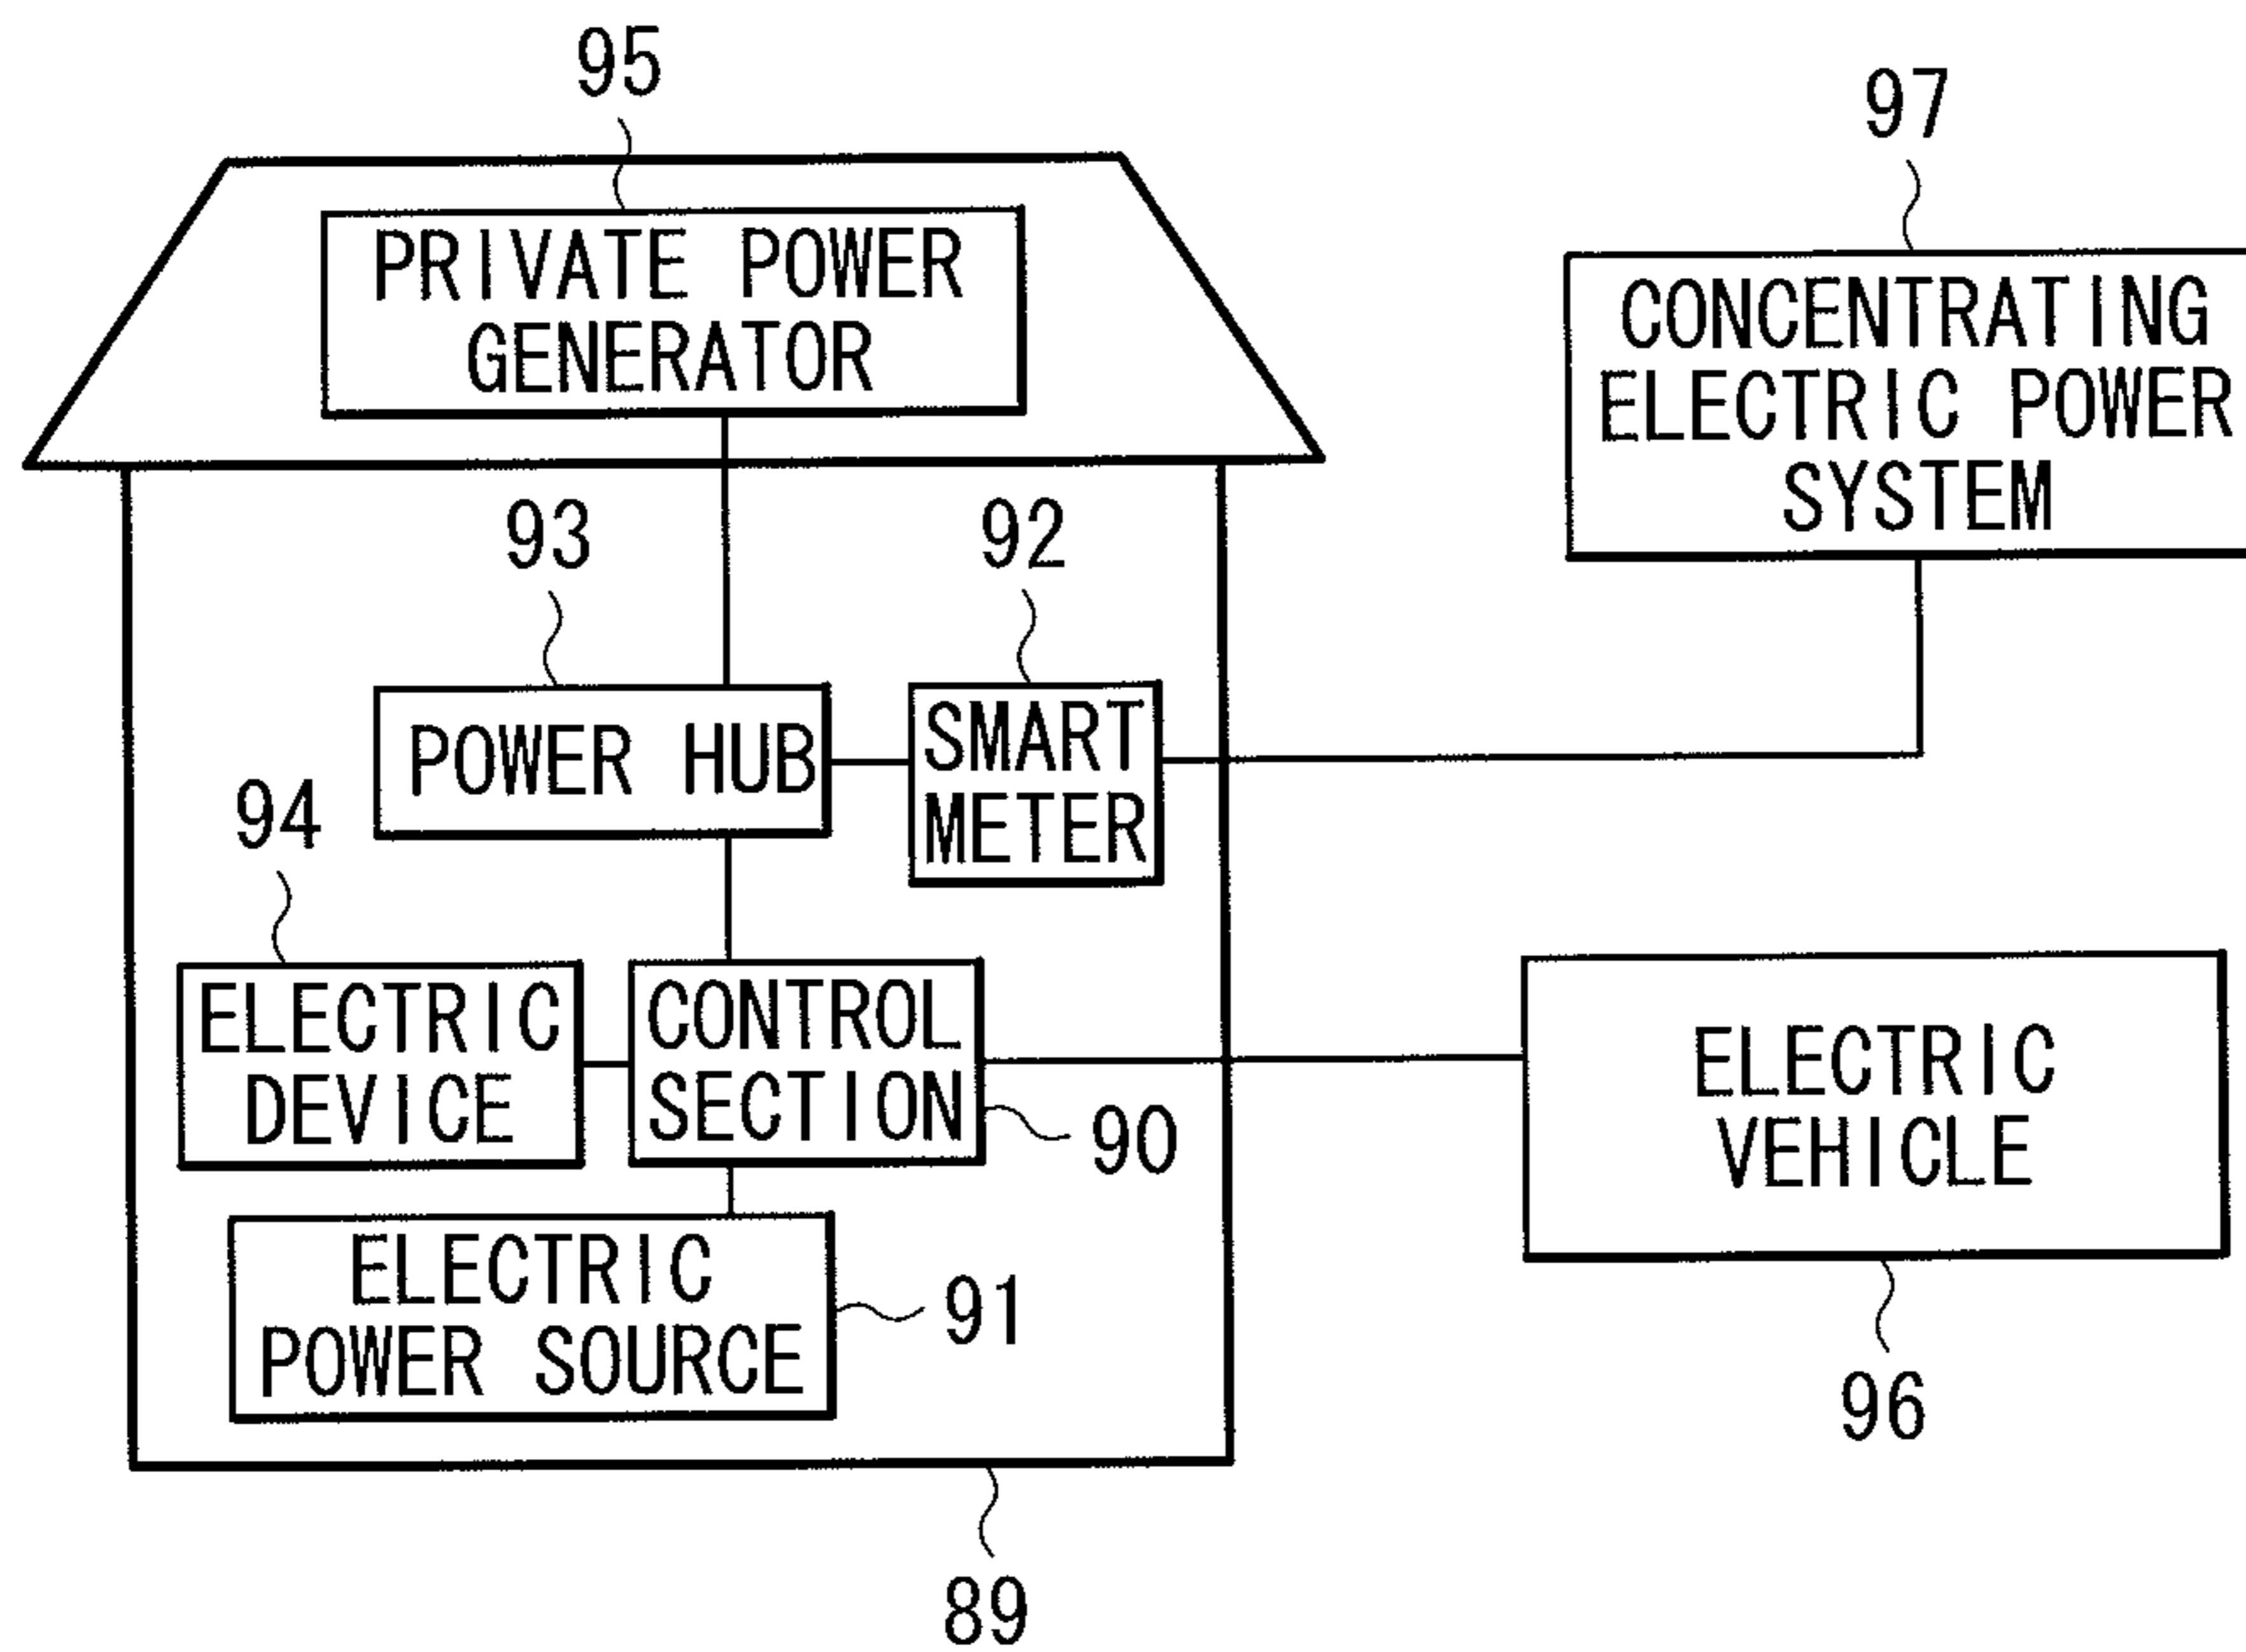 95
97
PRIVATE POWER
GENERATOR
CONCENTRATING
ELECTRIC POWER
SYSTEM
93
92
POWER HUB
SMART
METER
94
ELECTRIC
DEVICE
CONTROL
SECTION
90
ELECTRIC
VEHICLE
ELECTRIC
POWER SOURCE
91
96
89